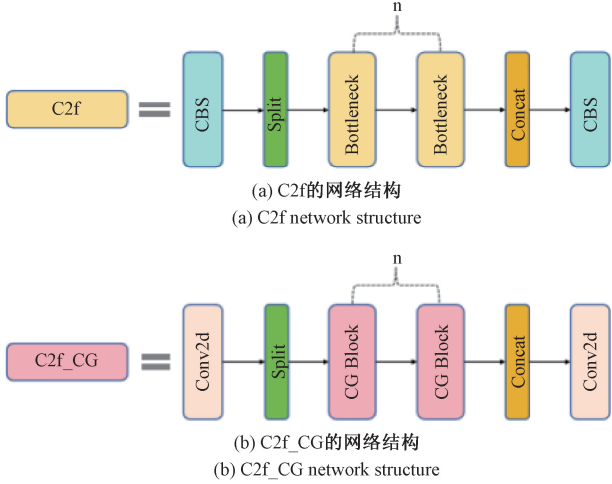 n
C2f
CBS
Split
Bottleneck
Bottleneck
Concat
CBS
(a) C2f的网络结构
(a) C2f network structure
n
C2f_CG
Conv2d
Split
CG Block
CG Block
Concat
Conv2d
(b) C2f_CG的网络结构
(b) C2f_CG network structure